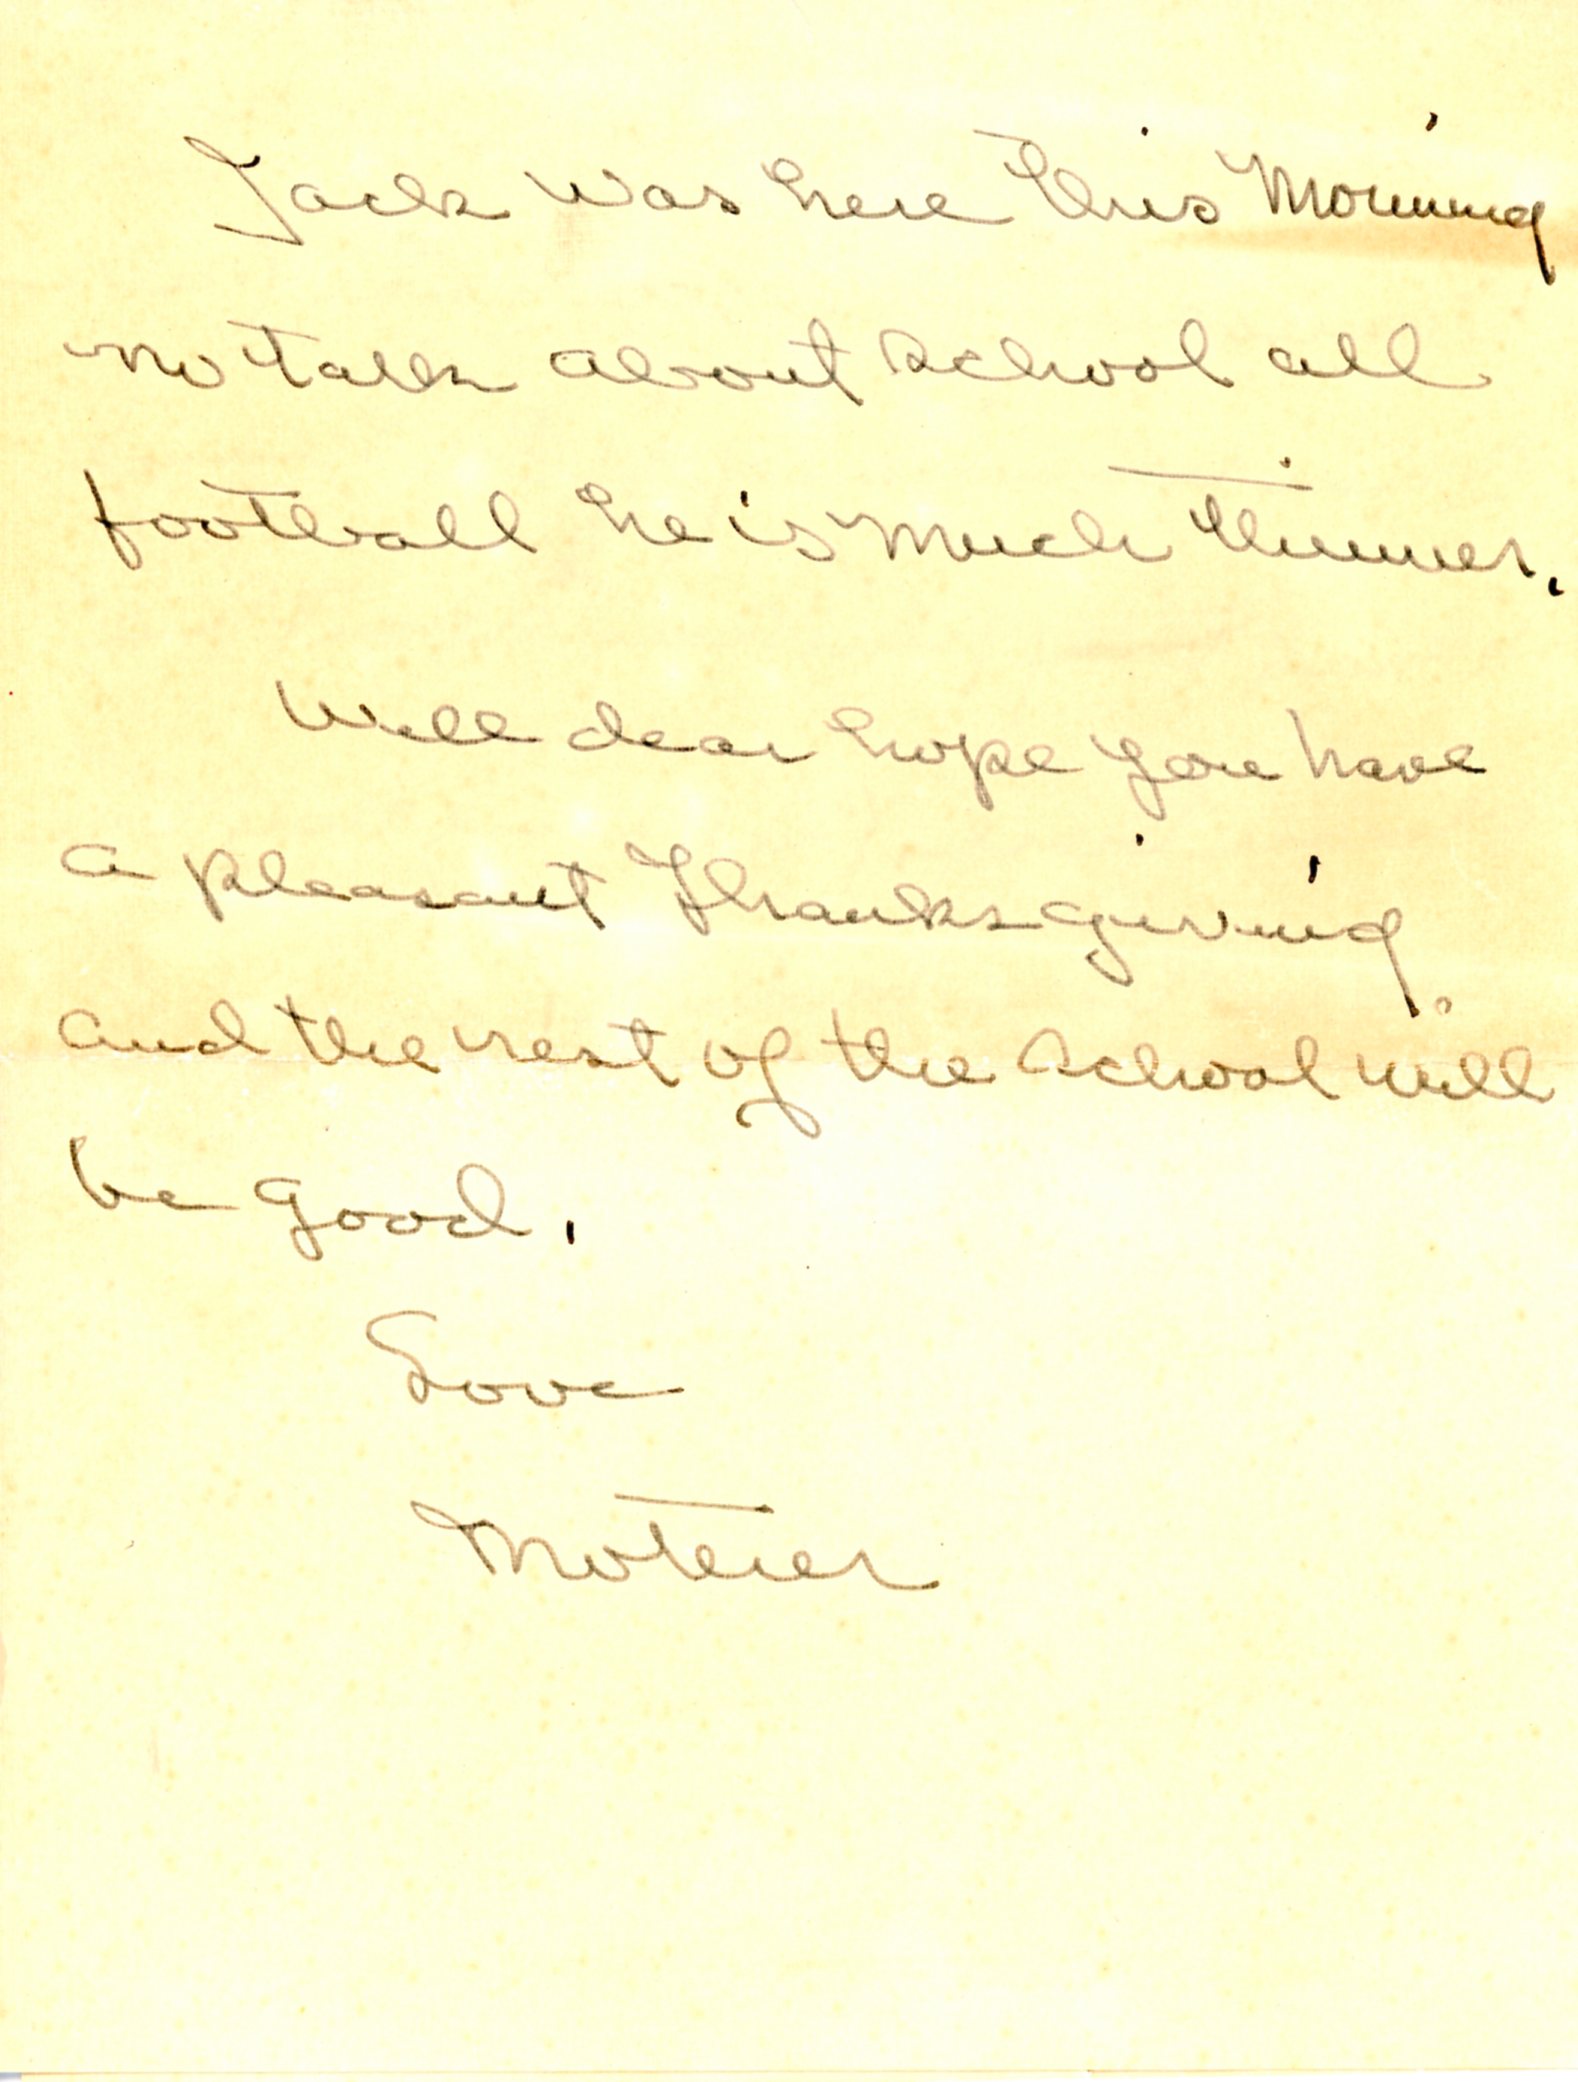 Jack was here this Morning
no talk about school all
football he is much thinner.
Well dear hope you have
a pleasant Thanksgiving
and the rest of the school will
be good.
Love
Mother